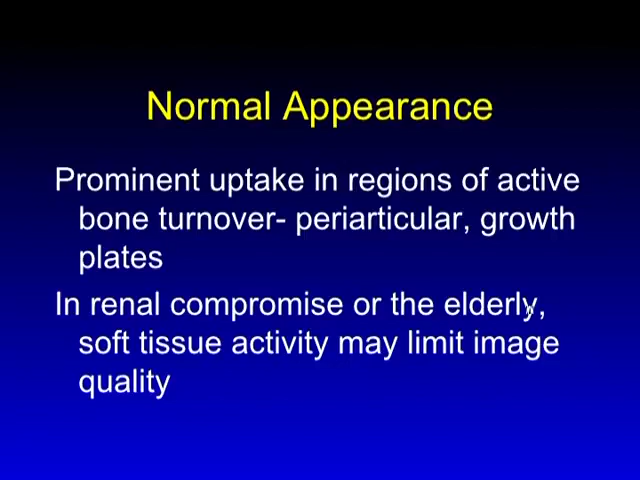 Normal Appearance
Prominent uptake in regions of active
bone turnover- periarticular, growth
plates
In renal compromise or the elderly,
soft tissue activity may limit image
quality